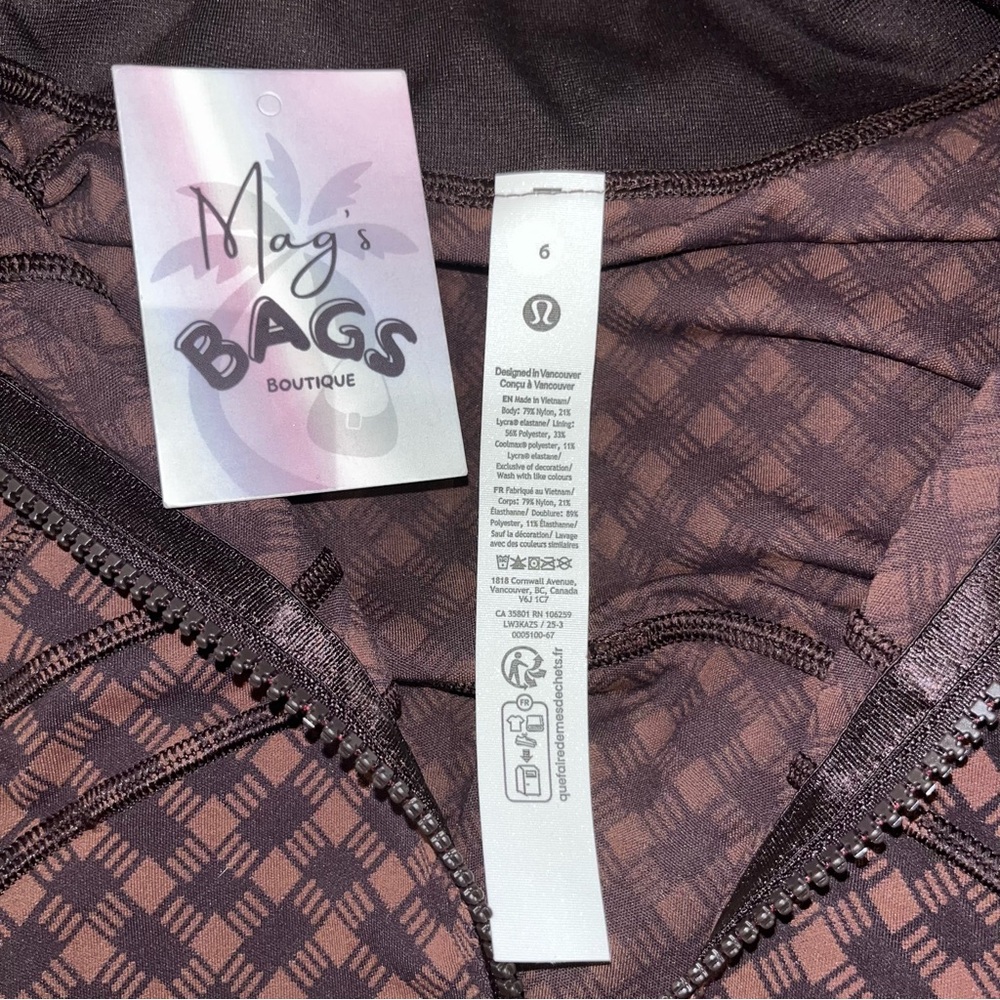 Mag's
BAGS
BOUTIQUE
6
Designed in Vancouver
Conçu à Vancouver
EN Made in Vietnam/
Body: 79% Nylon, 21%
Lycra® elastane/ Lining:
56% Polyester, 33%
Coolmax® polyester, 11%
Lycra® elastane/
Exclusive of decoration/
Wash with like colours
FR Fabriqué au Vietnam/
Corps: 79% Nylon, 21%
Élasthanne/ Doublure: 89%
Polyester, 11% Élasthanne/
Sauf la décoration/ Lavage
avec des couleurs similaires
1818 Cornwall Avenue,
Vancouver, BC, Canada
V6J 1C7
CA 35801 RN 106259
LW3KAZS / 25-3
0005100-67
FR
quefairedemesdechets.fr